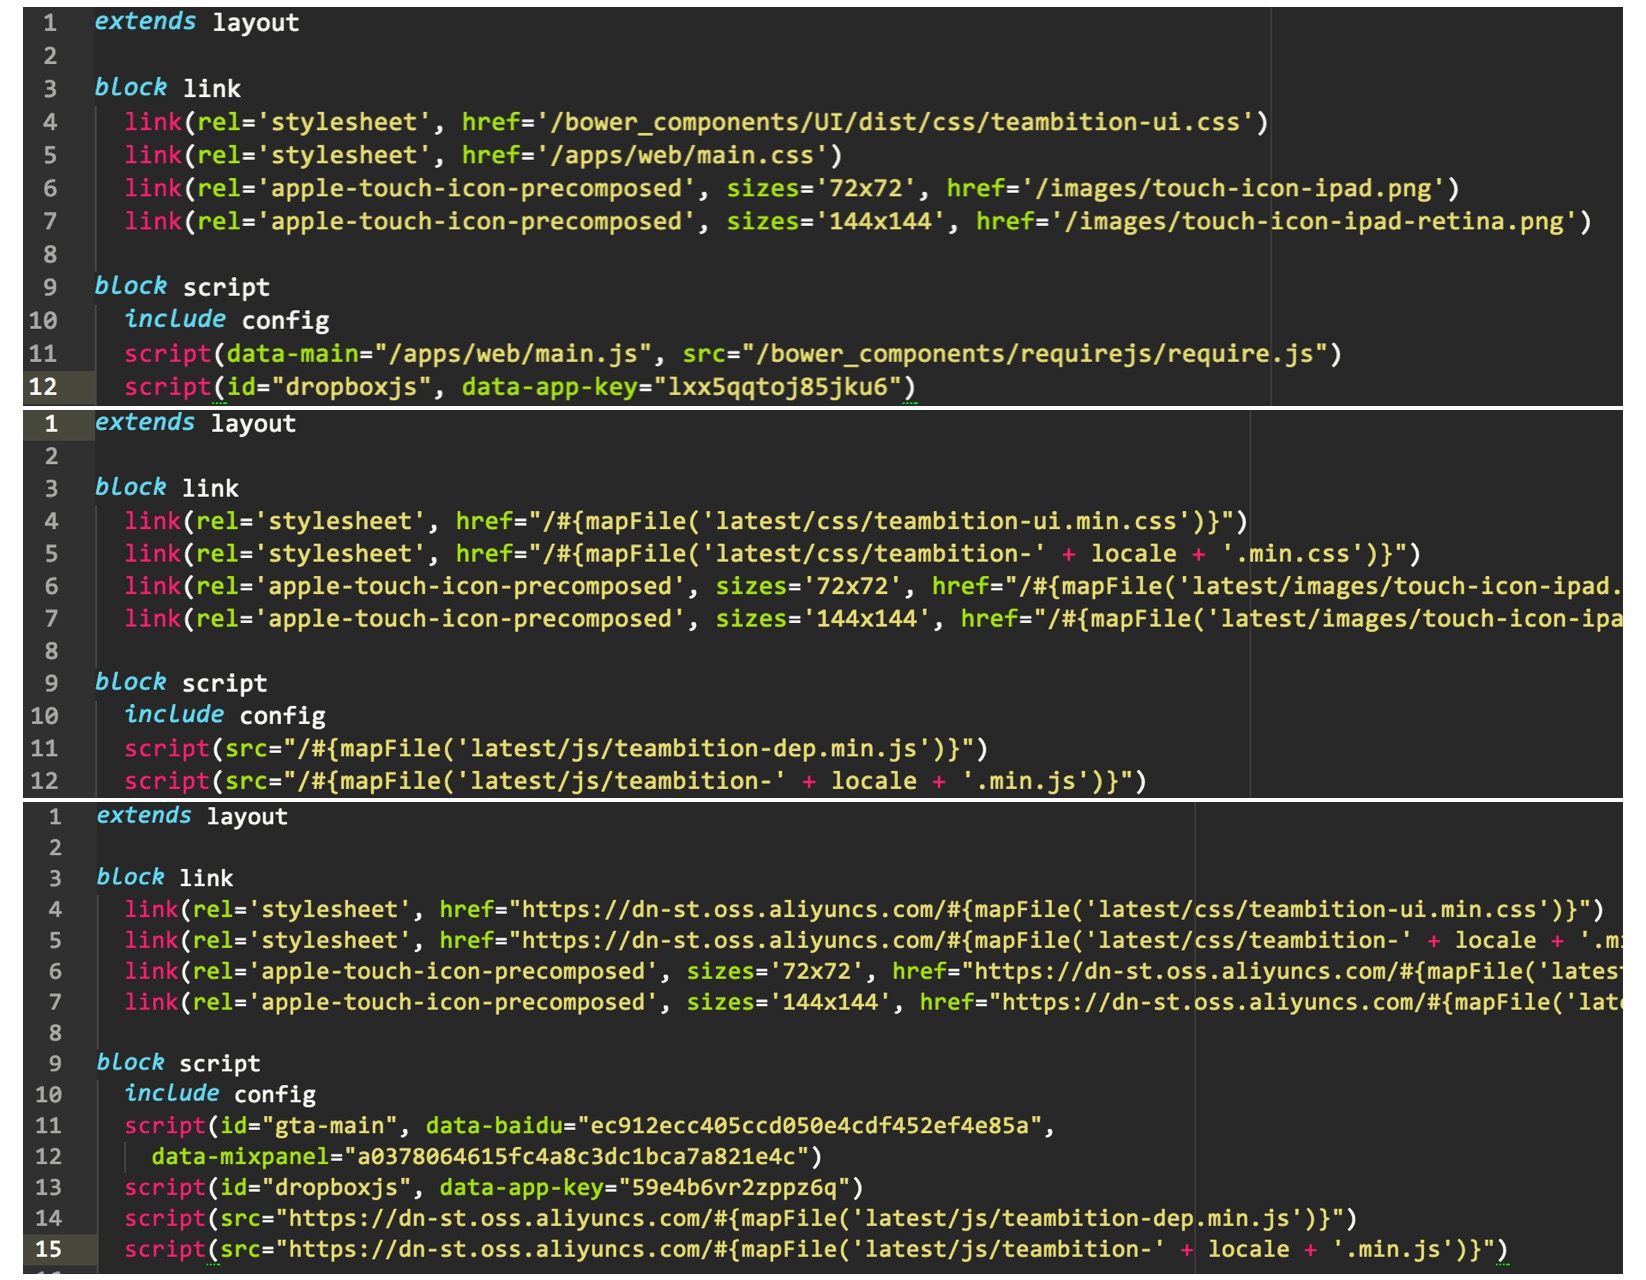 1 extends layout
2
3 block link
4 link(rel='stylesheet', href='/bower_components/UI/dist/css/teambition-ui.css')
5 link(rel='stylesheet', href='/apps/web/main.css')
6 link(rel='apple-touch-icon-precomposed', sizes='72x72', href='/images/touch-icon-ipad.png')
7 link(rel='apple-touch-icon-precomposed', sizes='144x144', href='/images/touch-icon-ipad-retina.png')
8
9 block script
10 include config
11 script(data-main="/apps/web/main.js", src="/bower_components/requirejs/require.js")
12 script(id="dropboxjs", data-app-key="lxx5qqtoj85jku6")
1 extends layout
2
3 block link
4 link(rel='stylesheet', href="/#{mapFile('latest/css/teambition-ui.min.css')}")
5 link(rel='stylesheet', href="/#{mapFile('latest/css/teambition-' + locale + '.min.css')}")
6 link(rel='apple-touch-icon-precomposed', sizes='72x72', href="/#{mapFile('latest/images/touch-icon-ipad.
7 link(rel='apple-touch-icon-precomposed', sizes='144x144', href="/#{mapFile('latest/images/touch-icon-ipa
8
9 block script
10 include config
11 script(src="/#{mapFile('latest/js/teambition-dep.min.js')}")
12 script(src="/#{mapFile('latest/js/teambition-' + locale + '.min.js')}")
1 extends layout
2
3 block link
4 link(rel='stylesheet', href="https://dn-st.oss.aliyuncs.com/#{mapFile('latest/css/teambition-ui.min.css')}")
5 link(rel='stylesheet', href="https://dn-st.oss.aliyuncs.com/#{mapFile('latest/css/teambition-' + locale + '.m
6 link(rel='apple-touch-icon-precomposed', sizes='72x72', href="https://dn-st.oss.aliyuncs.com/#{mapFile('lates
7 link(rel='apple-touch-icon-precomposed', sizes='144x144', href="https://dn-st.oss.aliyuncs.com/#{mapFile('lat
8
9 block script
10 include config
11 script(id="gta-main", data-baidu="ec912ecc405ccd050e4cdf452ef4e85a",
12 data-mixpanel="a0378064615fc4a8c3dc1bca7a821e4c")
13 script(id="dropboxjs", data-app-key="59e4b6vr2zppz6q")
14 script(src="https://dn-st.oss.aliyuncs.com/#{mapFile('latest/js/teambition-dep.min.js')}")
15 script(src="https://dn-st.oss.aliyuncs.com/#{mapFile('latest/js/teambition-' + locale + '.min.js')}")